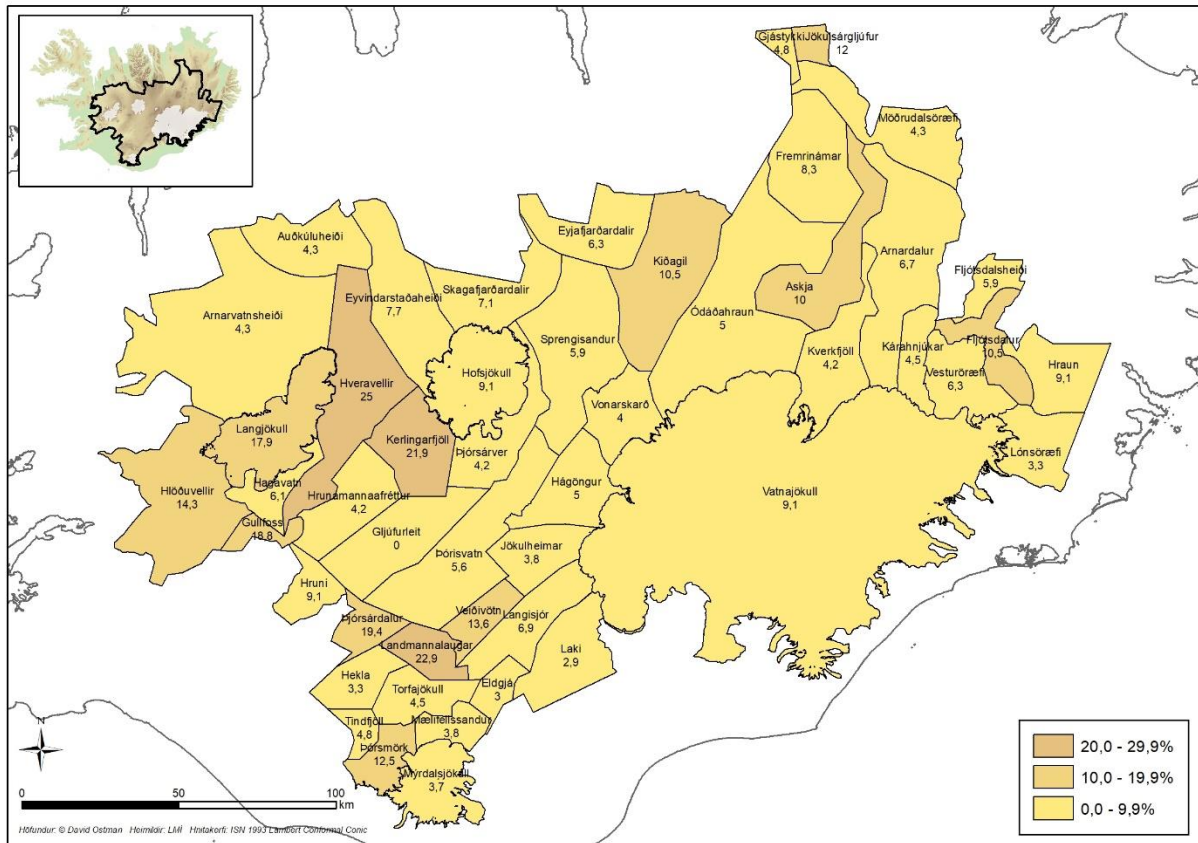 Gjástykki
4,8
Jökulsárgljúfur
12
Möðrudalsöræfi
4,3
Fremrinámar
8,3
Auðkúluheiði
4,3
Eyjafjarðardalir
6,3
Kiðagil
10,5
Arnardalur
6,7
Fljótsdalsheiði
5,9
Eyvindarstaðaheiði
7,7
Skagafjarðardalir
7,1
Askja
10
Arnarvatnsheiði
4,3
Ódáðahraun
5
Sprengisandur
5,9
Kverkfjöll
4,2
Kárahnjúkar
4,5
Fljótsdalur
10,5
Vesturöræfi
6,3
Hraun
9,1
Hofsjökull
9,1
Hveravellir
25
Vonarskarð
4
Langjökull
17,9
Kerlingarfjöll
21,9
Þjórsárver
4,2
Lónsöræfi
3,3
Hlöðuvellir
14,3
Hagavatn
6,1
Hrunamannaafréttur
4,2
Hágöngur
5
Vatnajökull
9,1
Gullfoss
18,8
Gljúfurleit
0
Þórisvatn
5,6
Jökulheimar
3,8
Hruni
9,1
Veiðivötn
13,6
Langisjór
6,9
Þjórsárdalur
19,4
Landmannalaugar
22,9
Laki
2,9
Hekla
3,3
Torfajökull
4,5
Eldgjá
3
Tindfjöll
4,8
Mælifellssandur
3,8
Þórsmörk
12,5
Mýrdalsjökull
3,7
N
0 50 100
km
20,0 - 29,9%
10,0 - 19,9%
0,0 - 9,9%
Höfundur: © David Ostman Heimildir: LMÍ Hnitakerfi: ISN 1993 Lambert Conformal Conic